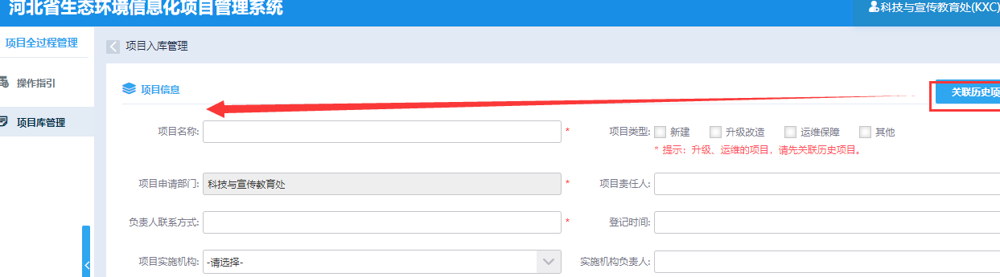 河北省生态环境信息化项目管理系统
科技与宣传教育处(KXC)
项目全过程管理
项目入库管理
操作指引
项目库管理
项目信息
关联历史项
项目名称: *
项目类型: 新建 升级改造 运维保障 其他
* 提示：升级、运维的项目，请先关联历史项目。
项目申请部门: 科技与宣传教育处 *
项目责任人:
负责人联系方式: *
登记时间:
项目实施机构: -请选择-
实施机构负责人: